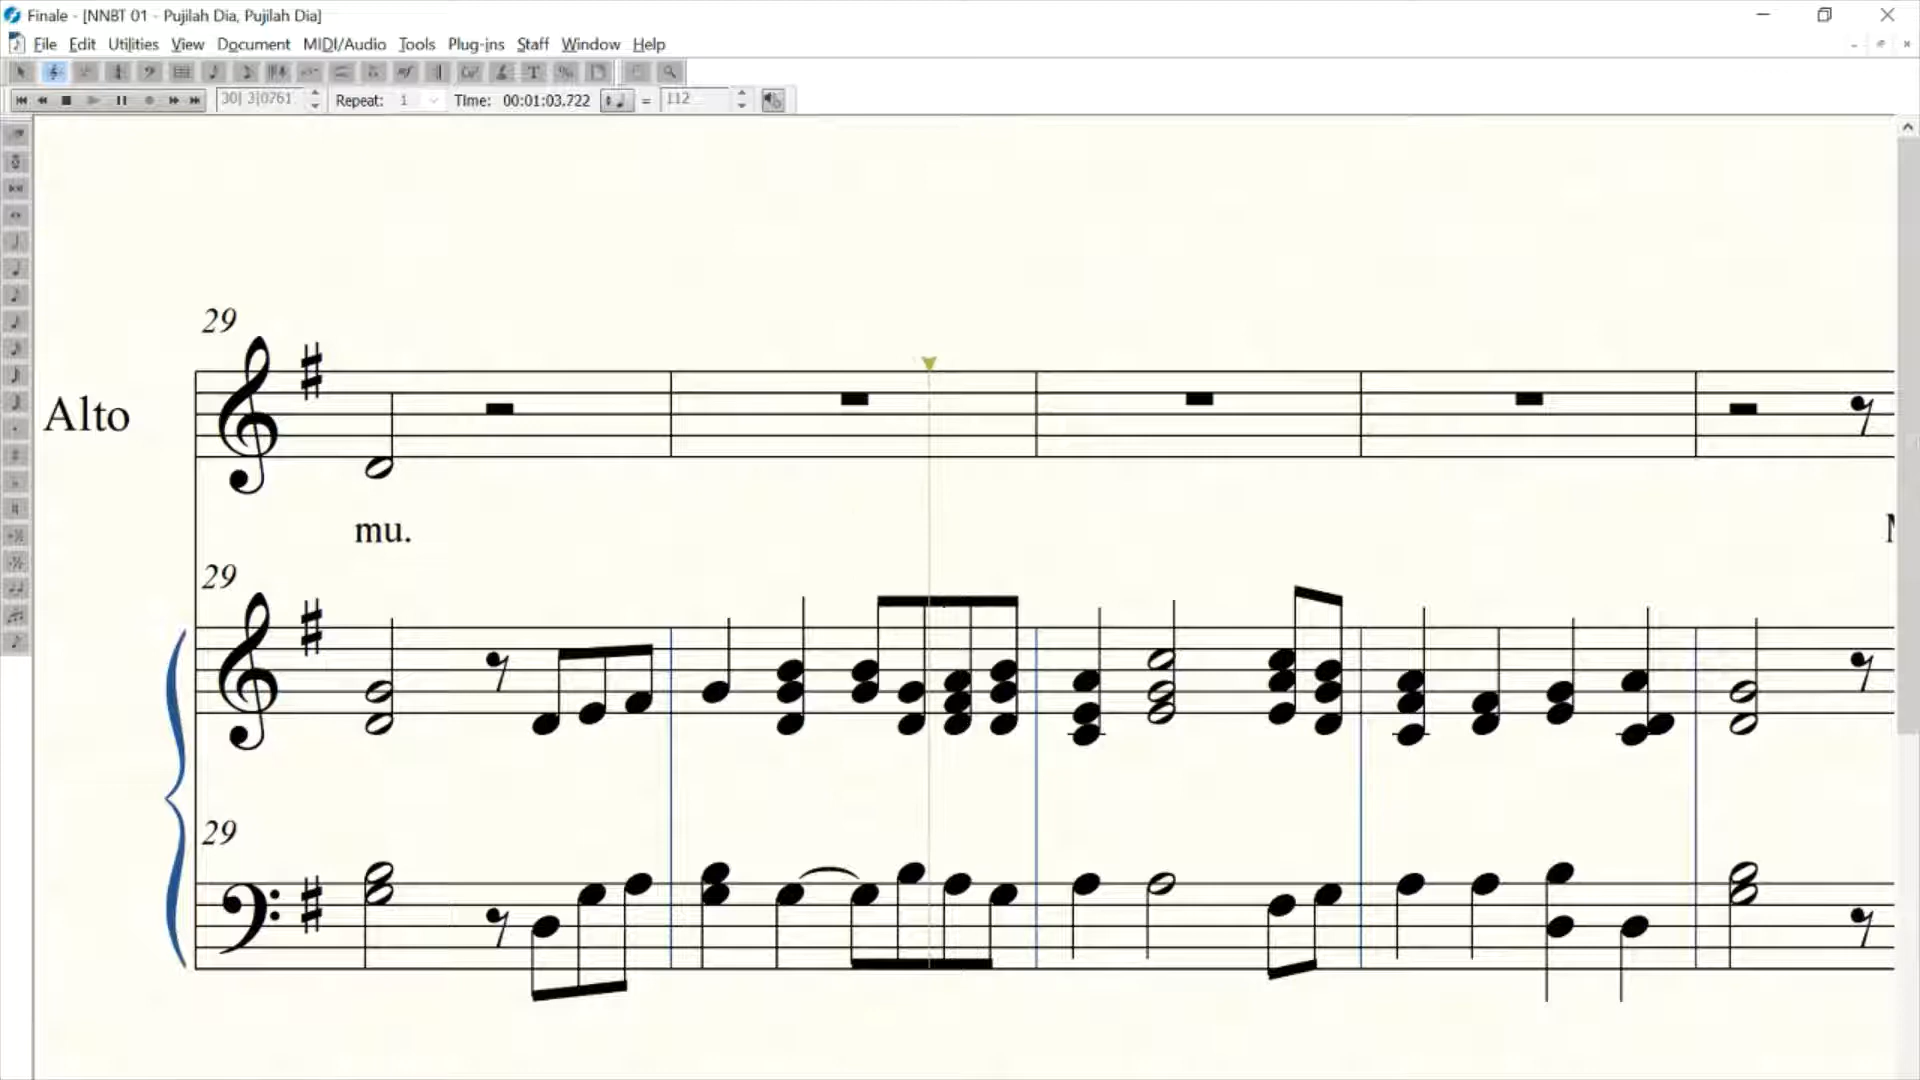 Finale - [NNBT 01 - Pujilah Dia, Pujilah Dia]
File Edit Utilities View Document MIDI/Audio Tools Plug-ins Staff Window Help
30| 3|0761 Repeat: 1 Time: 00:01:03.722 = 112
29
Alto
mu.
29
29